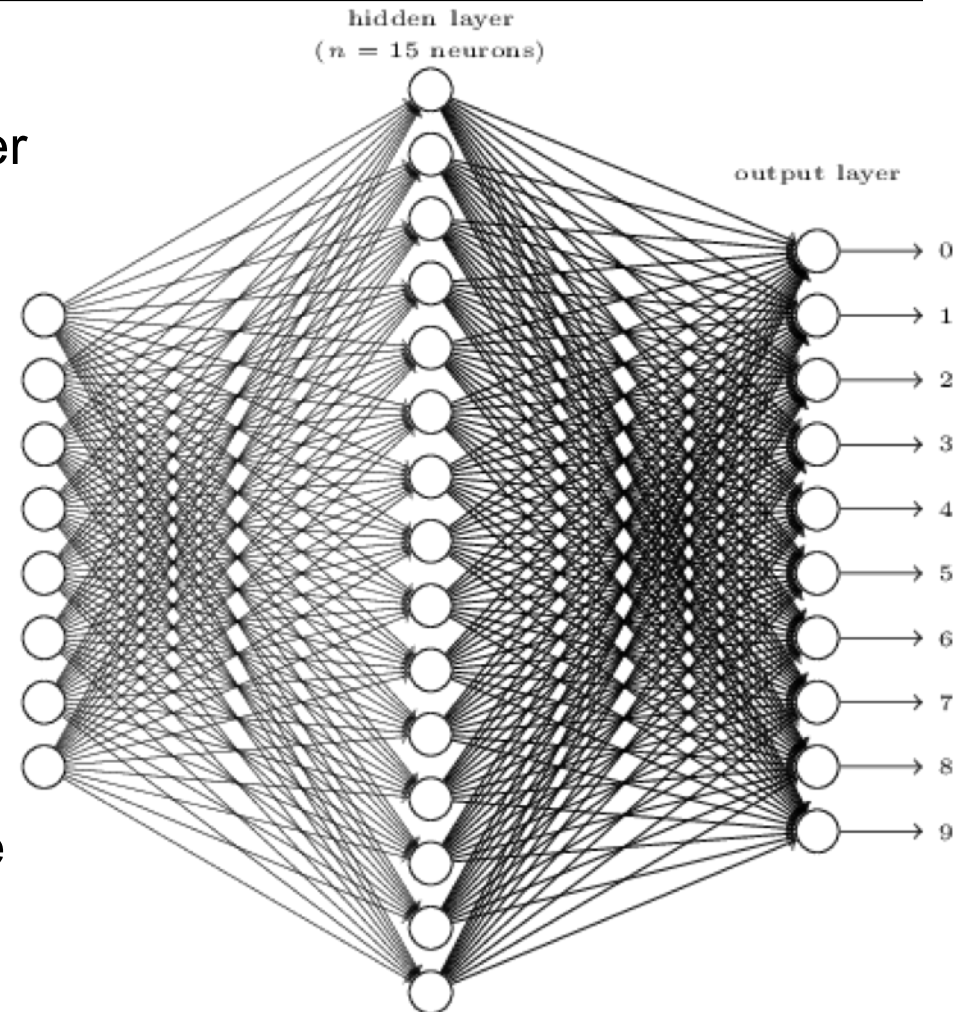 hidden layer
(n = 15 neurons)
er
output layer
0
1
2
3
4
5
6
7
8
9
e